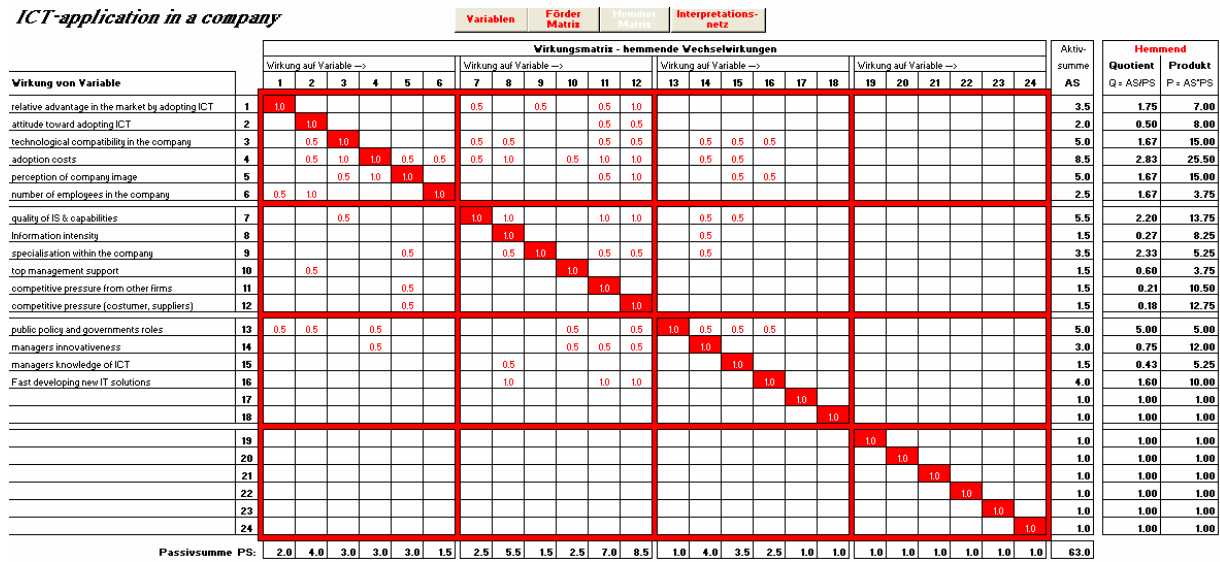 ICT-application in a company
Variablen Förder Matrix Hemmer Matrix Interpretations-netz
Wirkungsmatrix - hemmende Wechselwirkungen Aktiv- Hemmend
Wirkung auf Variable —> Wirkung auf Variable —> Wirkung auf Variable —> Wirkung auf Variable —> summe Quotient Produkt
Wirkung von Variable 1 2 3 4 5 6 7 8 9 10 11 12 13 14 15 16 17 18 19 20 21 22 23 24 AS Q = AS/PS P = AS*PS
relative advantage in the market by adopting ICT 1 1.0 0.5 0.5 0.5 1.0 3.5 1.75 7.00
attitude toward adopting ICT 2 1.0 0.5 0.5 2.0 0.50 8.00
technological compatibility in the company 3 0.5 1.0 0.5 0.5 0.5 0.5 0.5 0.5 0.5 5.0 1.67 15.00
adoption costs 4 0.5 1.0 1.0 0.5 0.5 0.5 1.0 0.5 1.0 1.0 0.5 0.5 8.5 2.83 25.50
perception of company image 5 0.5 1.0 1.0 0.5 1.0 0.5 0.5 5.0 1.67 15.00
number of employees in the company 6 0.5 1.0 1.0 2.5 1.67 3.75
quality of IS & capabilities 7 0.5 1.0 1.0 1.0 1.0 0.5 0.5 5.5 2.20 13.75
Information intensity 8 1.0 0.5 1.5 0.27 8.25
specialisation within the company 9 0.5 0.5 1.0 0.5 0.5 0.5 3.5 2.33 5.25
top management support 10 0.5 1.0 1.5 0.60 3.75
competitive pressure from other firms 11 0.5 1.0 1.5 0.21 10.50
competitive pressure (costumer, suppliers) 12 0.5 1.0 1.5 0.18 12.75
public policy and governments roles 13 0.5 0.5 0.5 0.5 0.5 1.0 0.5 0.5 0.5 5.0 5.00 5.00
managers innovativeness 14 0.5 0.5 0.5 0.5 1.0 3.0 0.75 12.00
managers knowledge of ICT 15 0.5 1.0 1.5 0.43 5.25
Fast developing new IT solutions 16 1.0 1.0 1.0 1.0 4.0 1.60 10.00
17 1.0 1.0 1.00 1.00
18 1.0 1.0 1.00 1.00
19 1.0 1.0 1.00 1.00
20 1.0 1.0 1.00 1.00
21 1.0 1.0 1.00 1.00
22 1.0 1.0 1.00 1.00
23 1.0 1.0 1.00 1.00
24 1.0 1.0 1.00 1.00
Passivsumme PS: 2.0 4.0 3.0 3.0 3.0 1.5 2.5 5.5 1.5 2.5 7.0 8.5 1.0 4.0 3.5 2.5 1.0 1.0 1.0 1.0 1.0 1.0 1.0 1.0 63.0